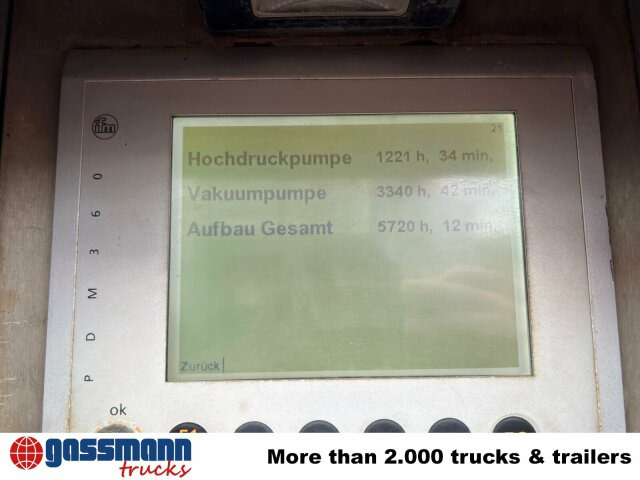 21
Hochdruckpumpe 1221 h, 34 min,
Vakuumpumpe 3340 h, 42 min,
Aufbau Gesamt 5720 h, 12 min,
Zurück
PDM360
ok
gassmann
trucks
More than 2.000 trucks & trailers